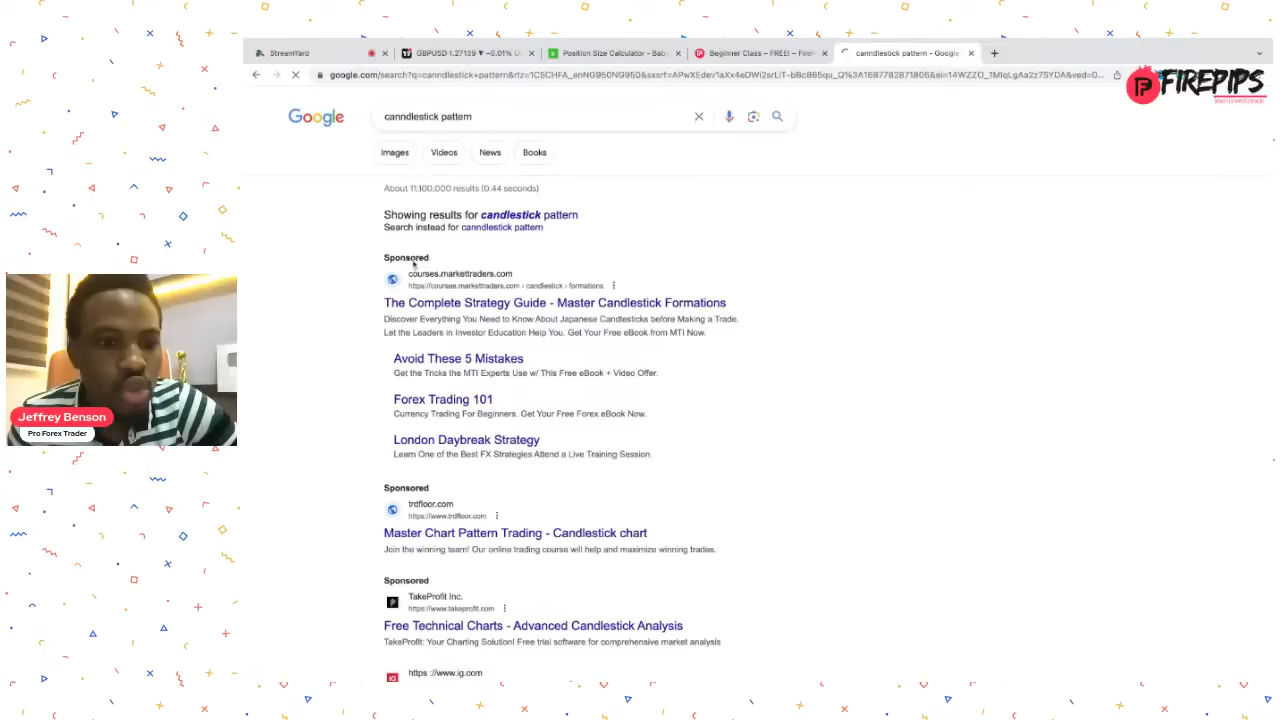 StreamYard
GBPUSD 1.27139 ▼ −0.01%
Position Size Calculator - Bab
Beginner Class – FREE! – Fire
canndlestick pattern - Google
FIREPIPS
Google
canndlestick pattern
Images
Videos
News
Books
About 11,100,000 results (0.44 seconds)
Showing results for candlestick pattern
Search instead for canndlestick pattern
Sponsored
courses.markettraders.com
https://courses.markettraders.com › candlestick › formations
The Complete Strategy Guide - Master Candlestick Formations
Discover Everything You Need to Know About Japanese Candlesticks before Making a Trade.
Let the Leaders in Investor Education Help You. Get Your Free eBook from MTI Now.
Avoid These 5 Mistakes
Get the Tricks the MTI Experts Use w/ This Free eBook + Video Offer.
Forex Trading 101
Currency Trading For Beginners. Get Your Free Forex eBook Now.
London Daybreak Strategy
Learn One of the Best FX Strategies Attend a Live Training Session.
Jeffrey Benson
Pro Forex Trader
Sponsored
trdfloor.com
https://www.trdfloor.com
Master Chart Pattern Trading - Candlestick chart
Join the winning team! Our online trading course will help and maximize winning trades.
Sponsored
TakeProfit Inc.
https://www.takeprofit.com
Free Technical Charts - Advanced Candlestick Analysis
TakeProfit: Your Charting Solution! Free trial software for comprehensive market analysis
IG
https ://www.ig.com